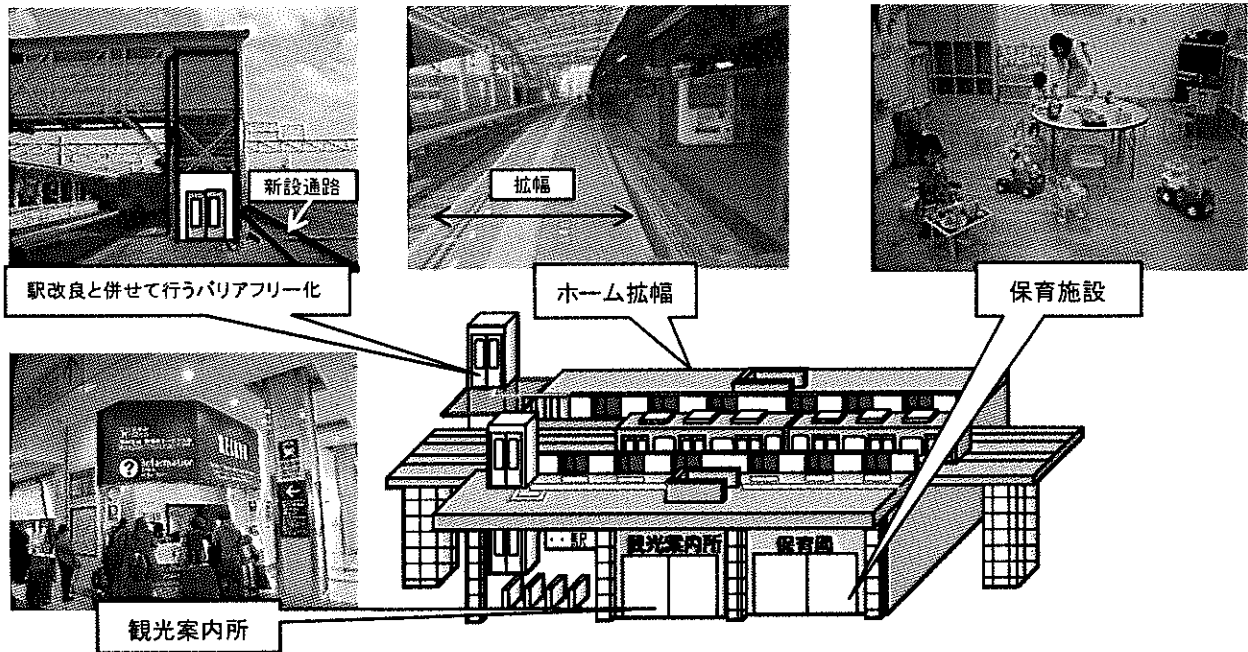 新設通路
拡幅
駅改良と併せて行うバリアフリー化
ホーム拡幅
保育施設
Information
・・駅
観光案内所
保育園
観光案内所